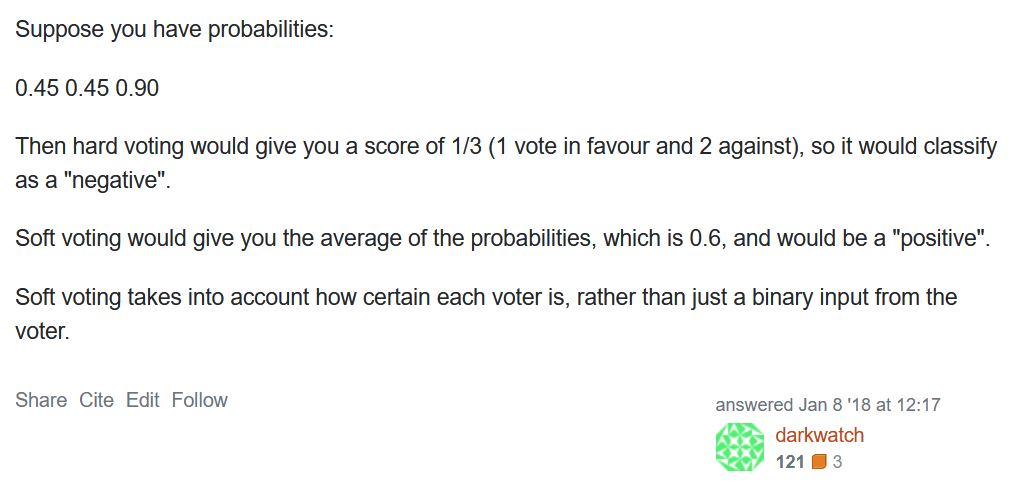 Suppose you have probabilities:
0.45 0.45 0.90
Then hard voting would give you a score of 1/3 (1 vote in favour and 2 against), so it would classify
as a "negative".
Soft voting would give you the average of the probabilities, which is 0.6, and would be a "positive".
Soft voting takes into account how certain each voter is, rather than just a binary input from the
voter.
Share Cite Edit Follow
answered Jan 8 '18 at 12:17
darkwatch
121 3